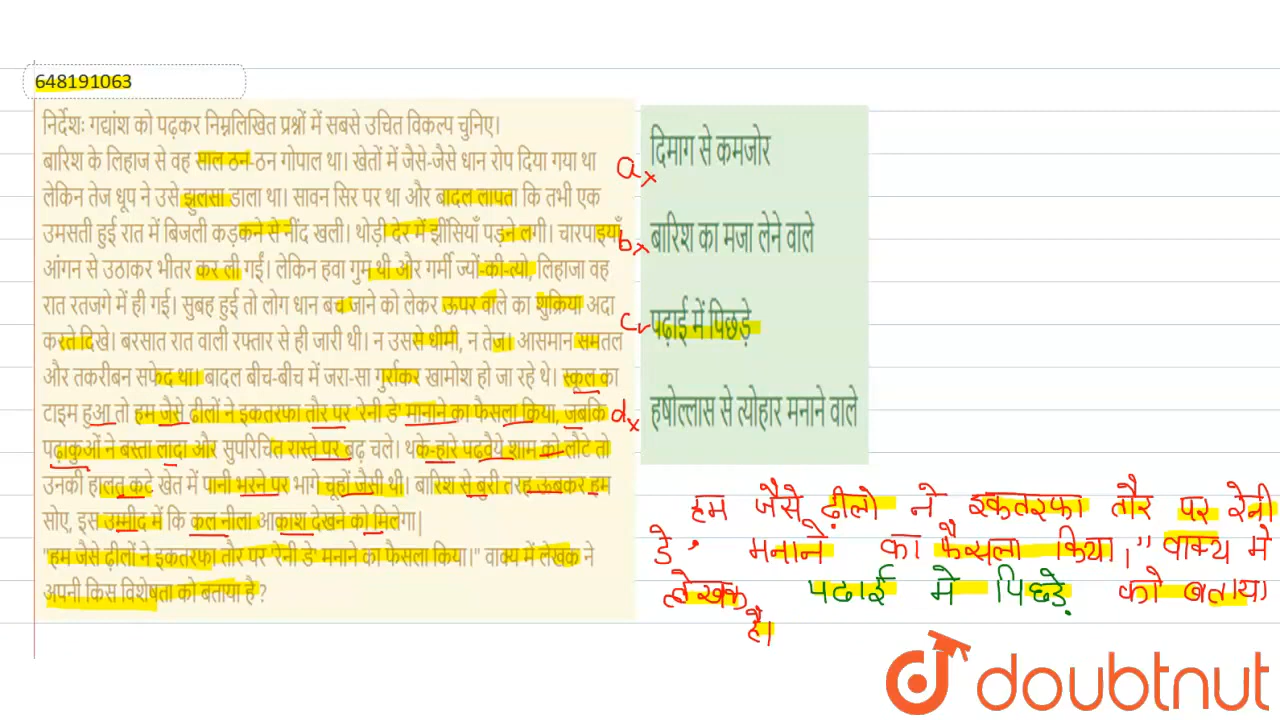 648191063
निर्देशः गद्यांश को पढ़कर निम्नलिखित प्रश्नों में सबसे उचित विकल्प चुनिए।
बारिश के लिहाज से वह साल ठन-ठन गोपाल था। खेतों में जैसे-जैसे धान रोप दिया गया था
लेकिन तेज धूप ने उसे झुलसा डाला था। सावन सिर पर था और बादल लापता कि तभी एक
उमसती हुई रात में बिजली कड़कने से नींद खली। थोड़ी देर में झींसियाँ पड़ने लगी। चारपाइयाँ
आंगन से उठाकर भीतर कर ली गईं। लेकिन हवा गुम थी और गर्मी ज्यों-की-त्यो, लिहाजा वह
रात रतजगे में ही गई। सुबह हुई तो लोग धान बच जाने को लेकर ऊपर वाले का शुक्रिया अदा
करते दिखे। बरसात रात वाली रफ्तार से ही जारी थी। न उससे धीमी, न तेज। आसमान समतल
और तकरीबन सफेद था। बादल बीच-बीच में जरा-सा गुर्राकर खामोश हो जा रहे थे। स्कूल का
टाइम हुआ तो हम जैसे ढीलों ने इकतरफा तौर पर 'रेनी डे' मानाने का फैसला किया, जबकि
पढ़ाकुओं ने बस्ता लादा और सुपरिचित रास्ते पर बढ़ चले। थके-हारे पढवैये शाम को लौटे तो
उनकी हालत कटे खेत में पानी भरने पर भागे चूहों जैसी थी। बारिश से बुरी तरह ऊबकर हम
सोए, इस उम्माद में कि कल नीला आकाश देखने को मिलेगा|
"हम जैसे ढ़ीलों ने इकतरफा तौर पर 'रेनी डे' मनाने का फैसला किया।" वाक्य में लेखक ने
अपनी किस विशेषता को बताया है ?
a x दिमाग से कमजोर
b x बारिश का मजा लेने वाले
c r पढ़ाई में पिछड़े
d x हषोल्लास से त्योहार मनाने वाले
हम जैसे ढ़ीलो ने इकतरफा तौर पर रेनी
डे' मनाने का फैसला किया।" वाक्य मे
लेखक पढाई मे पिछडे़ को बताया
है।
doubtnut